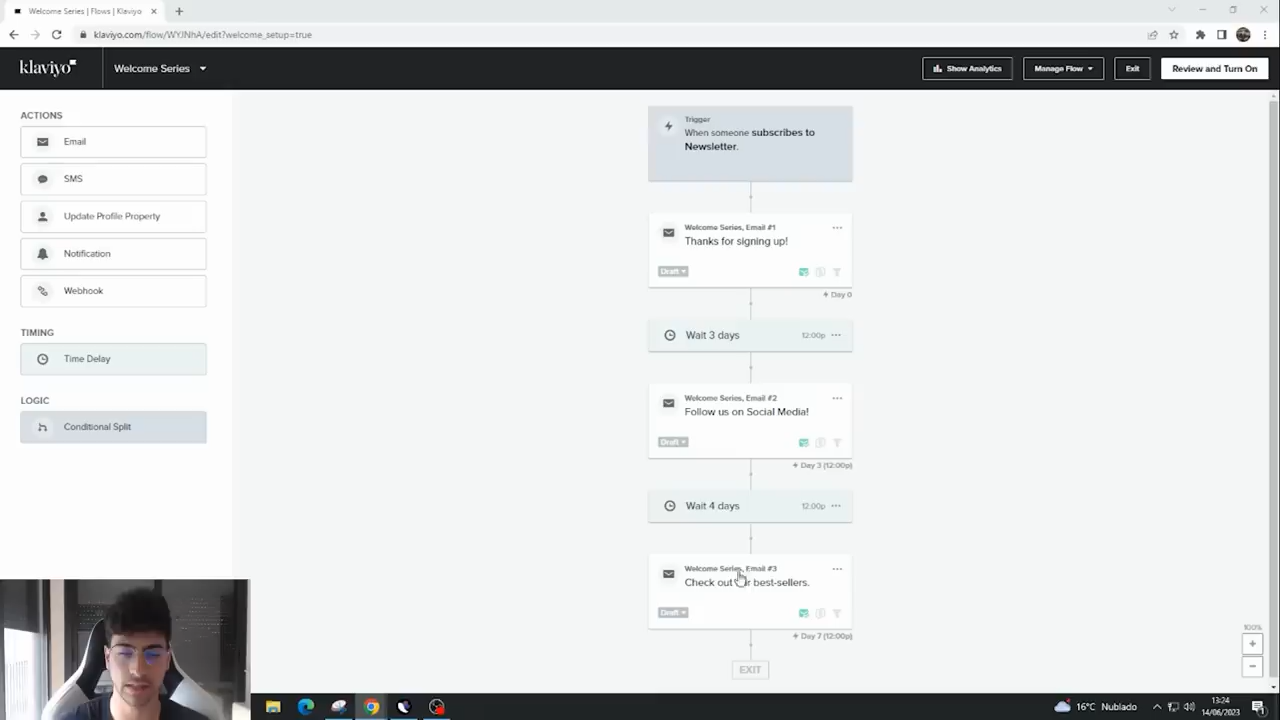 Welcome Series | Flows | Klaviyo
klaviyo.com/flow/WYJNhA/edit?welcome_setup=true
klaviyo
Welcome Series
Show Analytics
Manage Flow
Exit
Review and Turn On
ACTIONS
Email
SMS
Update Profile Property
Notification
Webhook
TIMING
Time Delay
LOGIC
Conditional Split
Trigger
When someone subscribes to
Newsletter.
Welcome Series, Email #1
Thanks for signing up!
Draft
Day 0
Wait 3 days
12:00p
Welcome Series, Email #2
Follow us on Social Media!
Draft
Day 3 (12:00p)
Wait 4 days
12:00p
Welcome Series, Email #3
Check out best-sellers.
Draft
Day 7 (12:00p)
EXIT
100%
16°C Nublado
13:24
14/06/2023